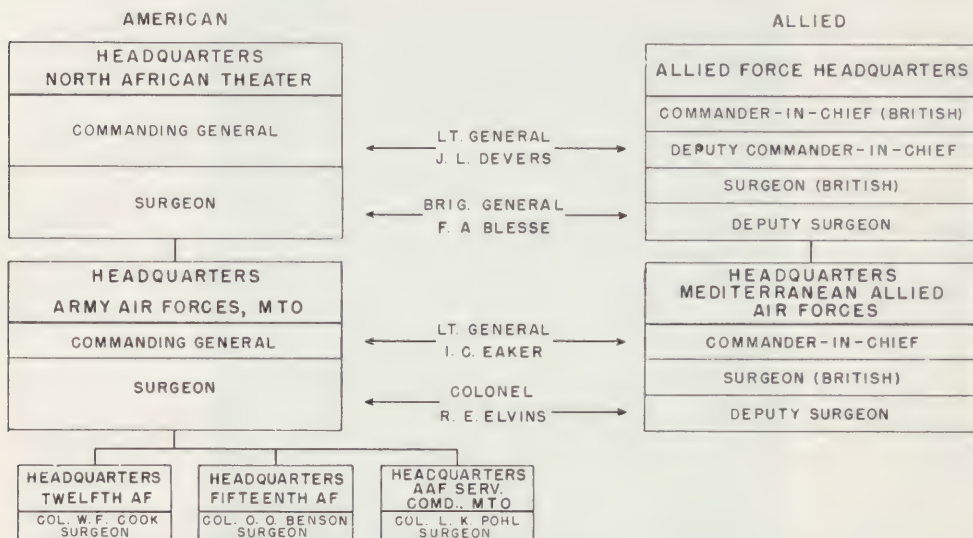 AMERICAN
HEADQUARTERS
NORTH AFRICAN THEATER
COMMANDING GENERAL
SURGEON
HEADQUARTERS
ARMY AIR FORCES, MTO
COMMANDING GENERAL
SURGEON
HEADQUARTERS
TWELFTH AF
COL. W. F. COOK
SURGEON
HEADQUARTERS
FIFTEENTH AF
COL. O. O. BENSON
SURGEON
HEADQUARTERS
AAF SERV.
COMD., MTO
COL. L. K. POHL
SURGEON
LT. GENERAL
J. L. DEVERS
BRIG. GENERAL
F. A BLESSE
LT. GENERAL
I. C. EAKER
COLONEL
R. E. ELVINS
ALLIED
ALLIED FORCE HEADQUARTERS
COMMANDER-IN-CHIEF (BRITISH)
DEPUTY COMMANDER-IN-CHIEF
SURGEON (BRITISH)
DEPUTY SURGEON
HEADQUARTERS
MEDITERRANEAN ALLIED
AIR FORCES
COMMANDER-IN-CHIEF
SURGEON (BRITISH)
DEPUTY SURGEON